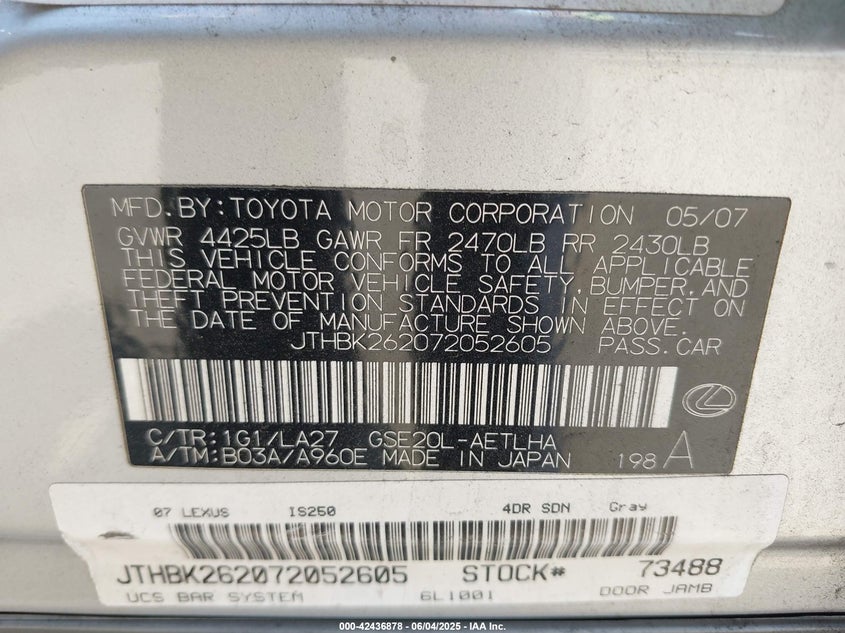 MFD.BY:TOYOTA MOTOR CORPORATION 05/07
GVWR 4425LB GAWR FR 2470LB RR 2430LB
THIS VEHICLE CONFORMS TO ALL APPLICABLE
FEDERAL MOTOR VEHICLE SAFETY,BUMPER,AND
THEFT PREVENTION STANDARDS IN EFFECT ON
THE DATE OF MANUFACTURE SHOWN ABOVE.
JTHBK262072052605 PASS.CAR
C/TR:1G1/LA27 GSE20L-AETLHA
A/TM:B03A/A960E MADE IN JAPAN 198 A
07 LEXUS IS250 4DR SDN Gray
JTHBK262072052605 STOCK# 73488
UCS BAR SYSTEM 6L1001 DOOR JAMB
000-42436878 - 06/04/2025 - IAA Inc.